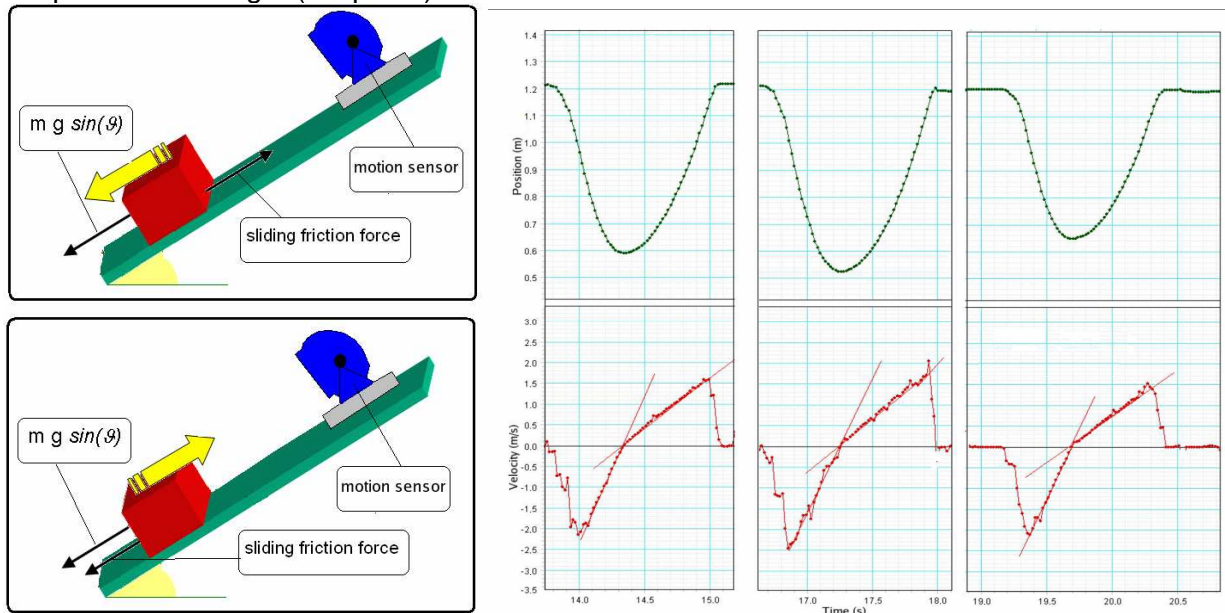 m g sin(ϑ)
motion sensor
sliding friction force
m g sin(ϑ)
motion sensor
sliding friction force
Position (m)
1.4
1.3
1.2
1.1
1.0
0.9
0.8
0.7
0.6
0.5
Velocity (m/s)
3.0
2.5
2.0
1.5
1.0
0.5
0.0
-0.5
-1.0
-1.5
-2.0
-2.5
-3.0
-3.5
14.0 14.5 15.0 17.0 17.5 18.0 19.0 19.5 20.0 20.5
Time (s)